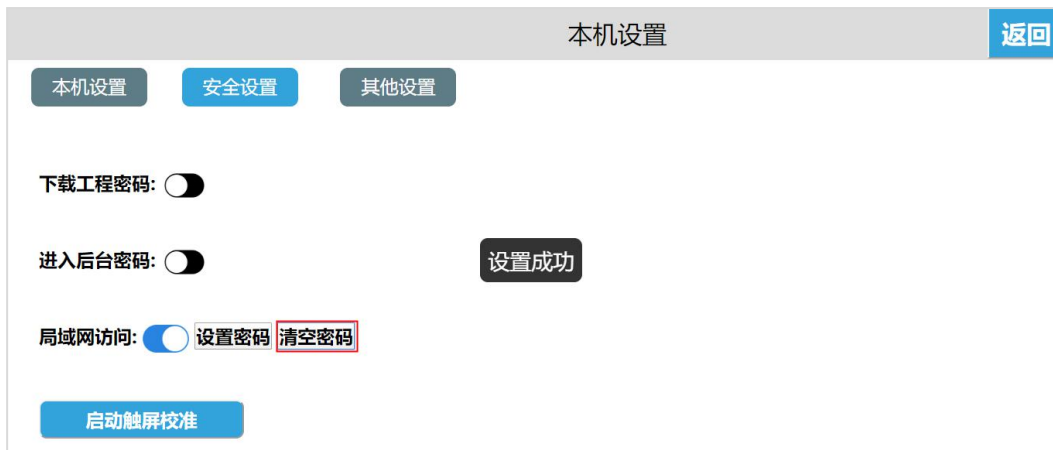 本机设置
返回
本机设置 安全设置 其他设置
下载工程密码:
进入后台密码:
设置成功
局域网访问: 设置密码 清空密码
启动触屏校准